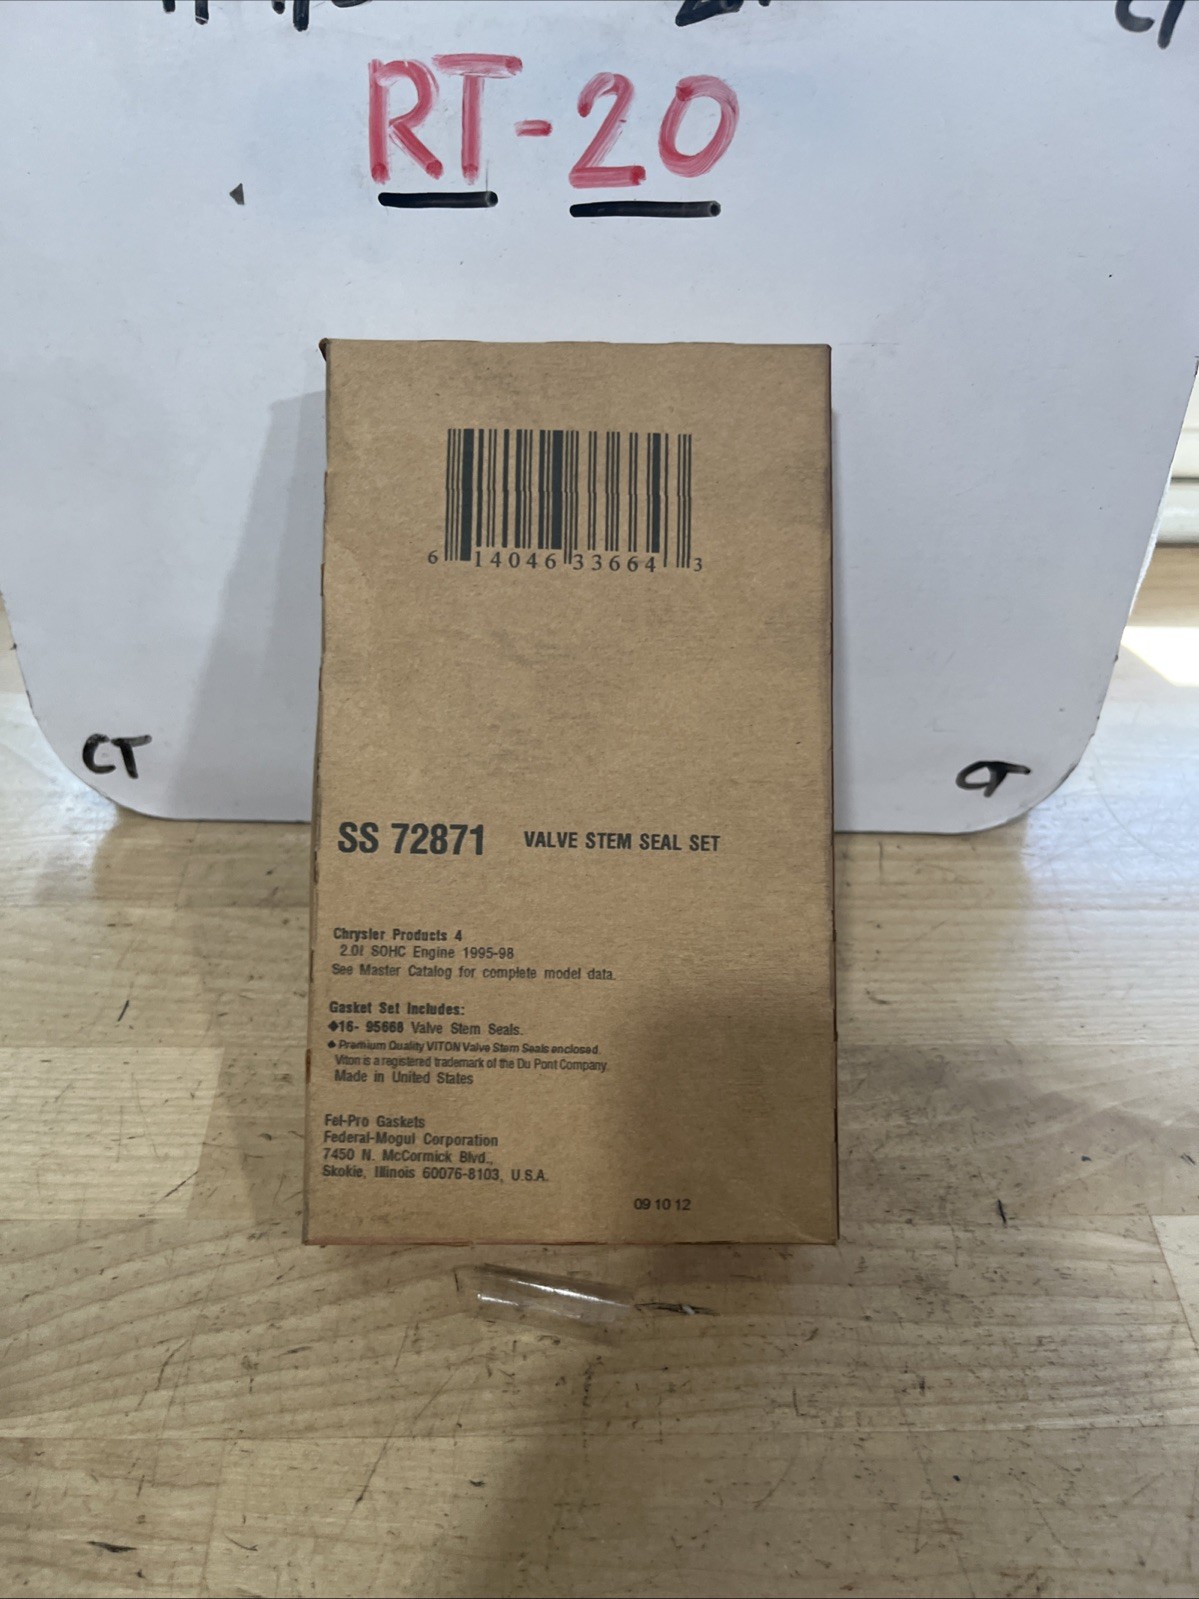 RT-20
6 14046 33664 3
CT
CT
SS 72871 VALVE STEM SEAL SET
Chrysler Products 4
2.0ℓ SOHC Engine 1995-98
See Master Catalog for complete model data.
Gasket Set Includes:
◆16- 95668 Valve Stem Seals.
◆ Premium Quality VITON Valve Stem Seals enclosed.
Viton is a registered trademark of the Du Pont Company.
Made in United States
Fel-Pro Gaskets
Federal-Mogul Corporation
7450 N. McCormick Blvd.,
Skokie, Illinois 60076-8103, U.S.A.
09 10 12